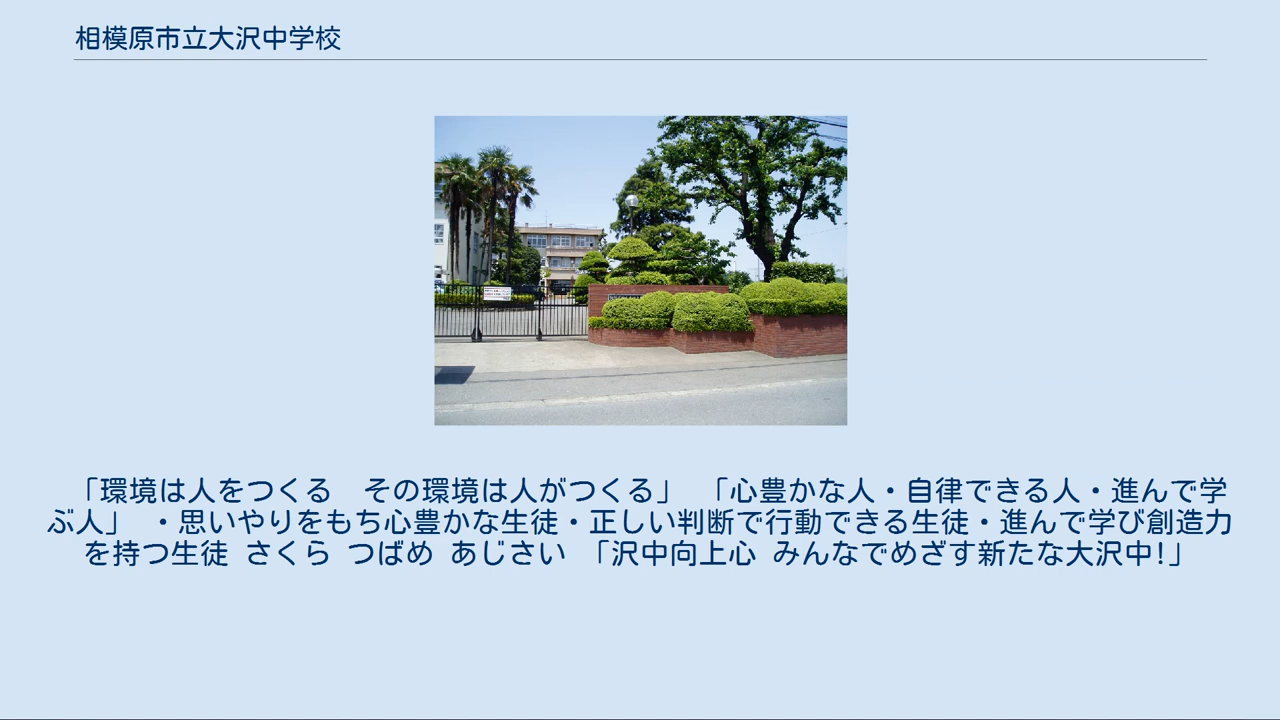 相模原市立大沢中学校
「環境は人をつくる　その環境は人がつくる」 「心豊かな人・自律できる人・進んで学
ぶ人」 ・思いやりをもち心豊かな生徒・正しい判断で行動できる生徒・進んで学び創造力
を持つ生徒 さくら つばめ あじさい 「沢中向上心 みんなでめざす新たな大沢中!」